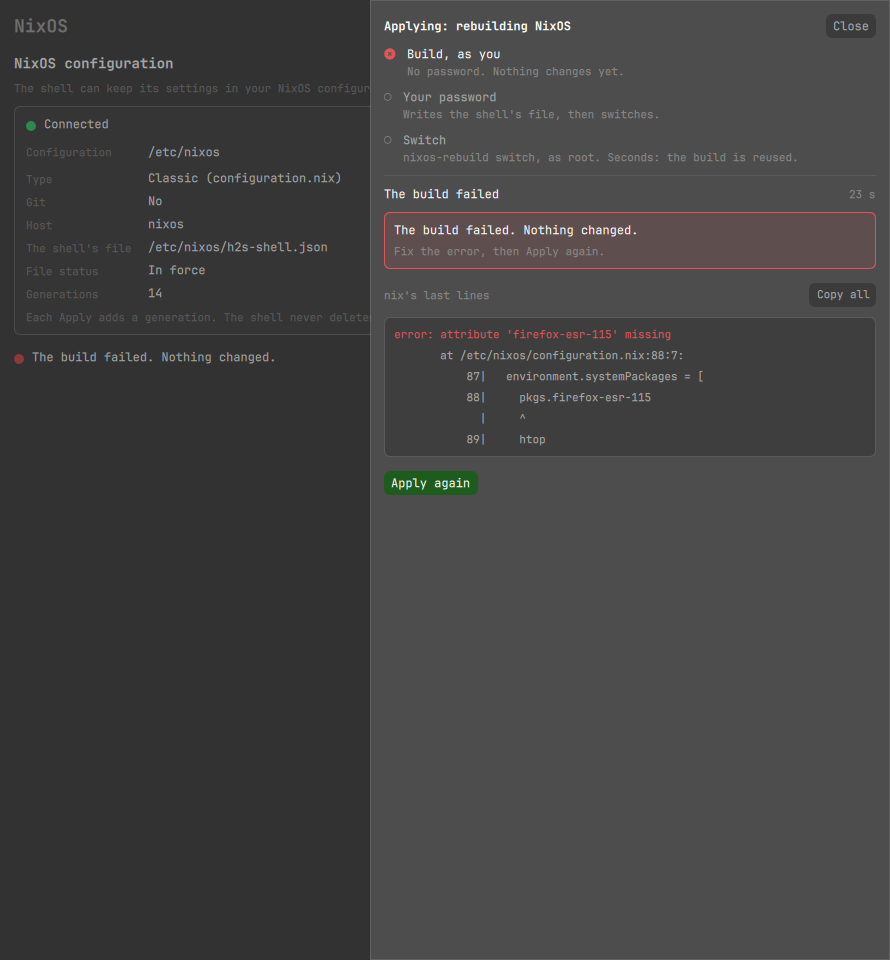 NixOS
NixOS configuration
The shell can keep its settings in your NixOS configur
Connected
Configuration /etc/nixos
Type Classic (configuration.nix)
Git No
Host nixos
The shell's file /etc/nixos/h2s-shell.json
File status In force
Generations 14
Each Apply adds a generation. The shell never delete
The build failed. Nothing changed.
Applying: rebuilding NixOS
Close
Build, as you
No password. Nothing changes yet.
Your password
Writes the shell's file, then switches.
Switch
nixos-rebuild switch, as root. Seconds: the build is reused.
The build failed 23 s
The build failed. Nothing changed.
Fix the error, then Apply again.
nix's last lines
Copy all
error: attribute 'firefox-esr-115' missing
at /etc/nixos/configuration.nix:88:7:
87|   environment.systemPackages = [
88|     pkgs.firefox-esr-115
|     ^
89|     htop
Apply again